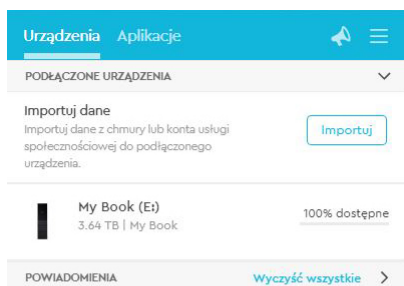 Urządzenia Aplikacje
PODŁĄCZONE URZĄDZENIA
Importuj dane
Importuj dane z chmury lub konta usługi
społecznościowej do podłączonego
urządzenia.
Importuj
My Book (E:)
3.64 TB | My Book
100% dostępne
POWIADOMIENIA Wyczyść wszystkie